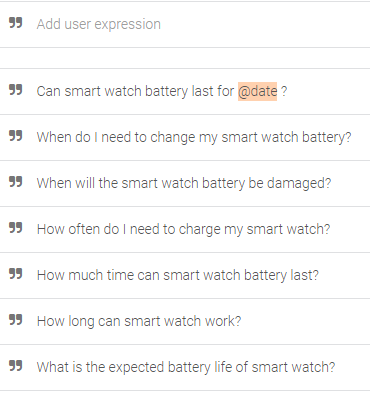 Add user expression
Can smart watch battery last for @date ?
When do I need to change my smart watch battery?
When will the smart watch battery be damaged?
How often do I need to charge my smart watch?
How much time can smart watch battery last?
How long can smart watch work?
What is the expected battery life of smart watch?